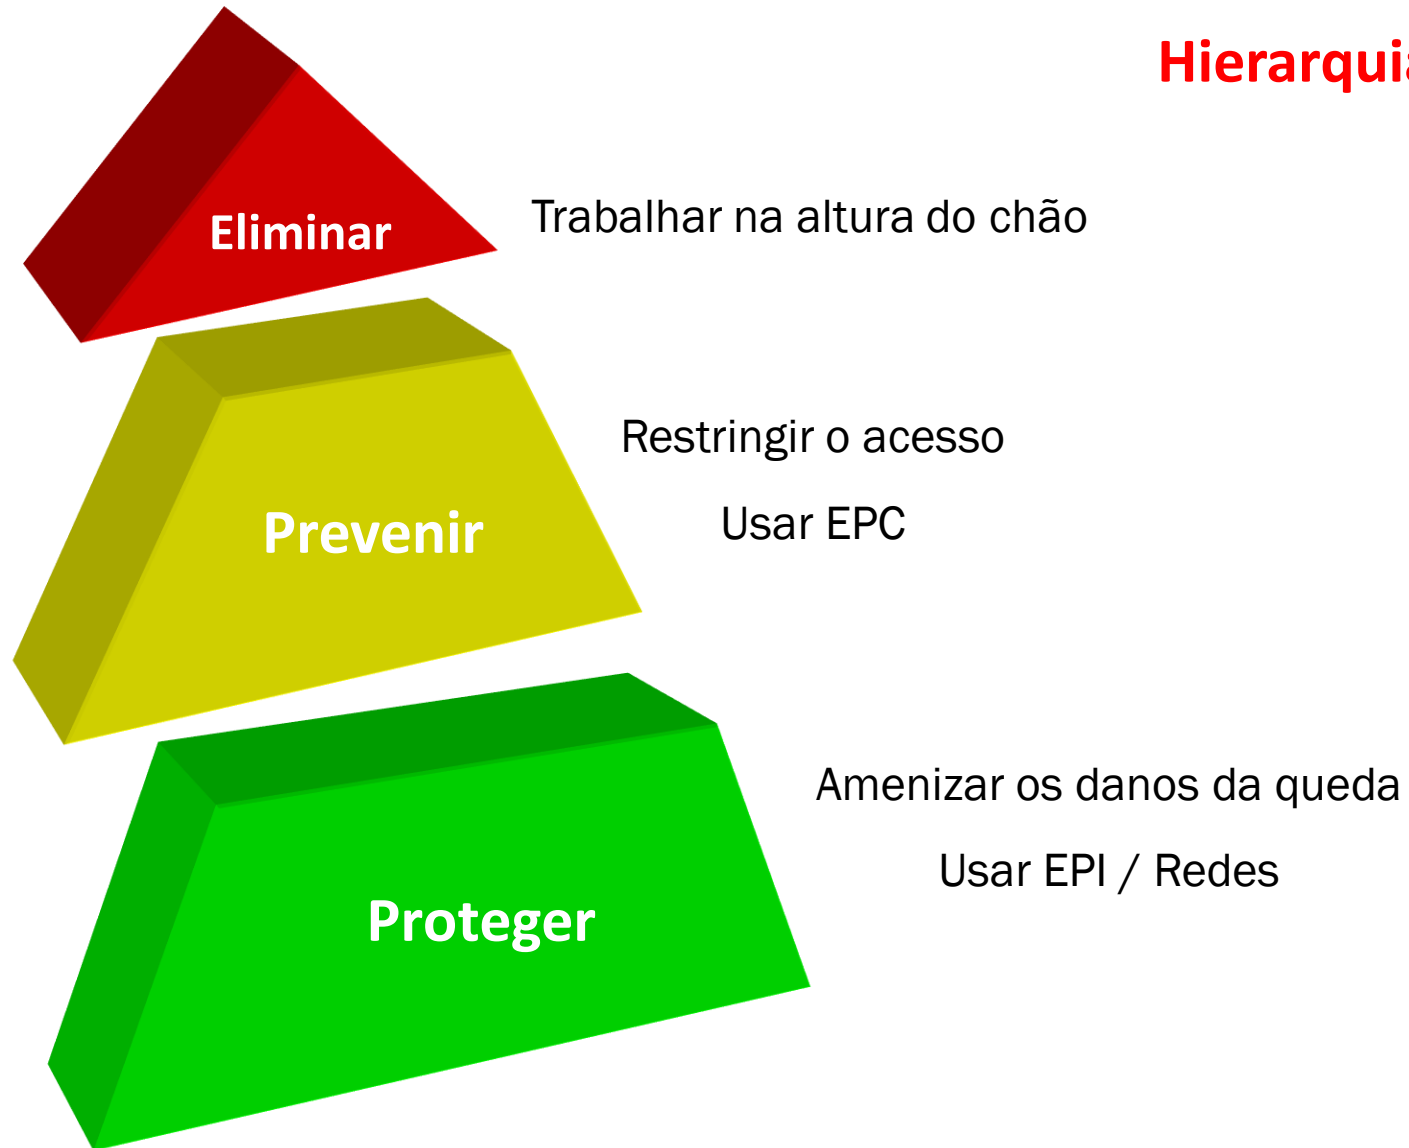 Hierarquia
Eliminar
Trabalhar na altura do chão
Restringir o acesso
Prevenir
Usar EPC
Amenizar os danos da queda
Usar EPI / Redes
Proteger